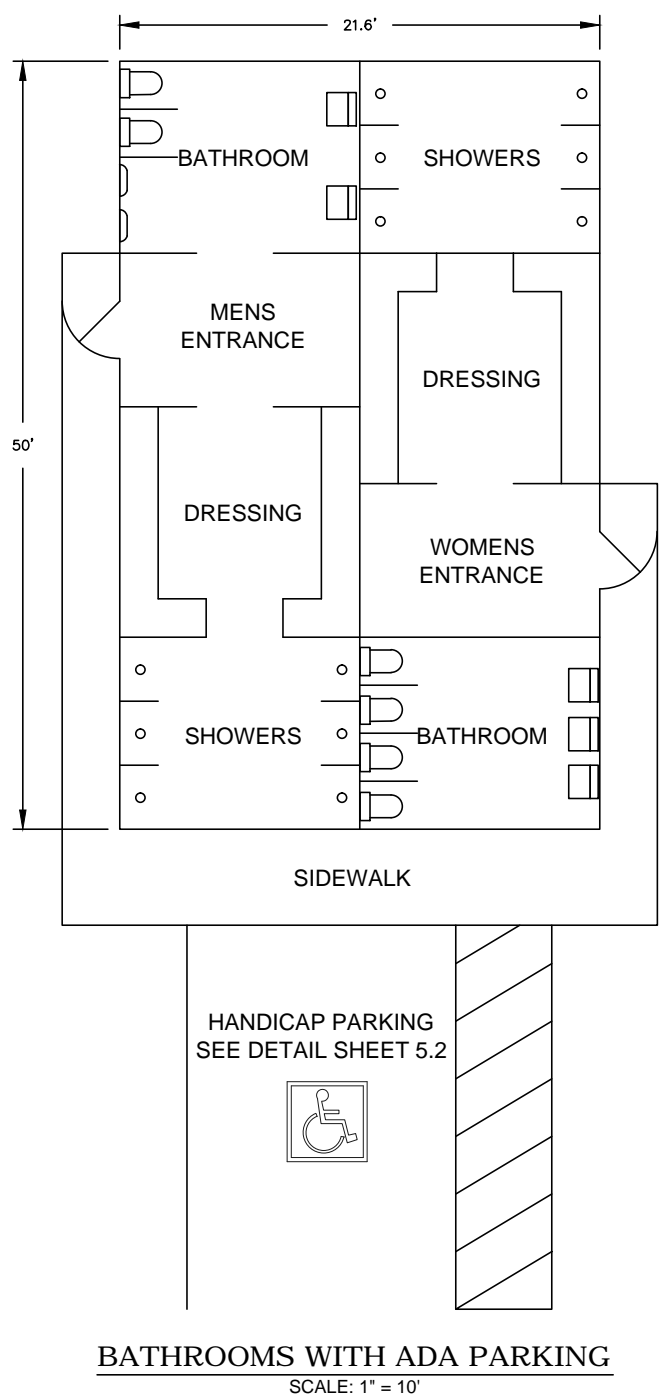 21.6'
BATHROOM
SHOWERS
MENS
ENTRANCE
DRESSING
50'
DRESSING
WOMENS
ENTRANCE
SHOWERS
BATHROOM
SIDEWALK
HANDICAP PARKING
SEE DETAIL SHEET 5.2
BATHROOMS WITH ADA PARKING
SCALE: 1" = 10'